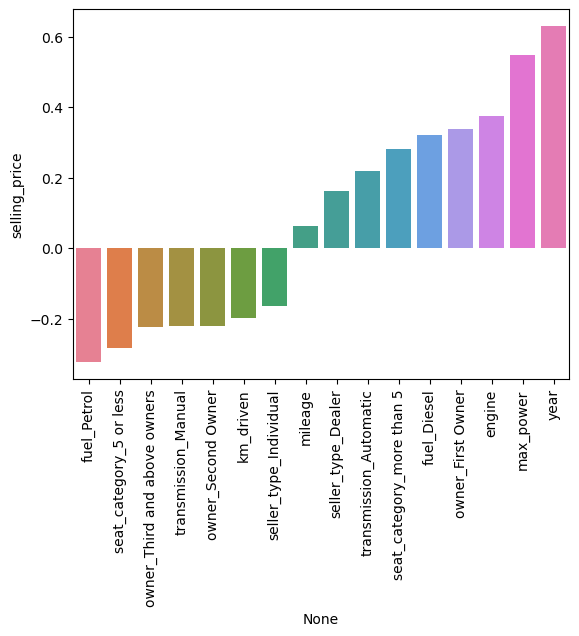 selling_price
0.6
0.4
0.2
0.0
−0.2
fuel_Petrol
seat_category_5 or less
owner_Third and above owners
transmission_Manual
owner_Second Owner
km_driven
seller_type_Individual
mileage
seller_type_Dealer
transmission_Automatic
seat_category_more than 5
fuel_Diesel
owner_First Owner
engine
max_power
year
None